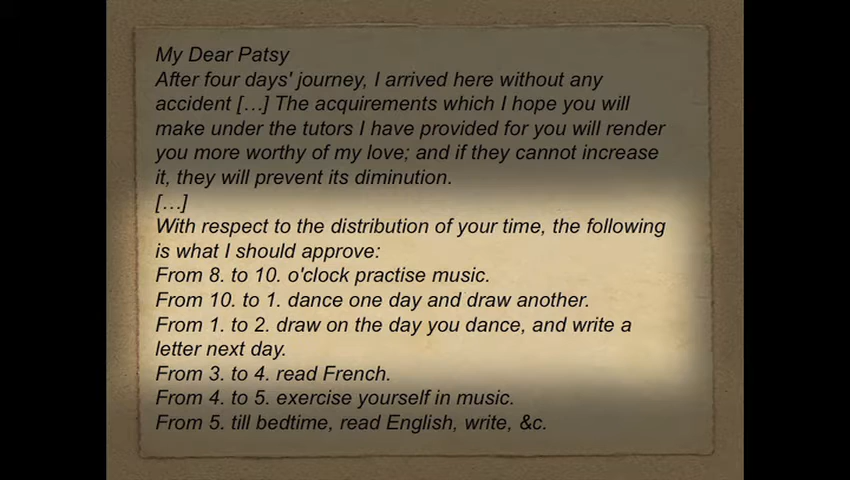 My Dear Patsy
After four days' journey, I arrived here without any
accident […] The acquirements which I hope you will
make under the tutors I have provided for you will render
you more worthy of my love; and if they cannot increase
it, they will prevent its diminution.
[…]
With respect to the distribution of your time, the following
is what I should approve:
From 8. to 10. o'clock practise music.
From 10. to 1. dance one day and draw another.
From 1. to 2. draw on the day you dance, and write a
letter next day.
From 3. to 4. read French.
From 4. to 5. exercise yourself in music.
From 5. till bedtime, read English, write, &c.